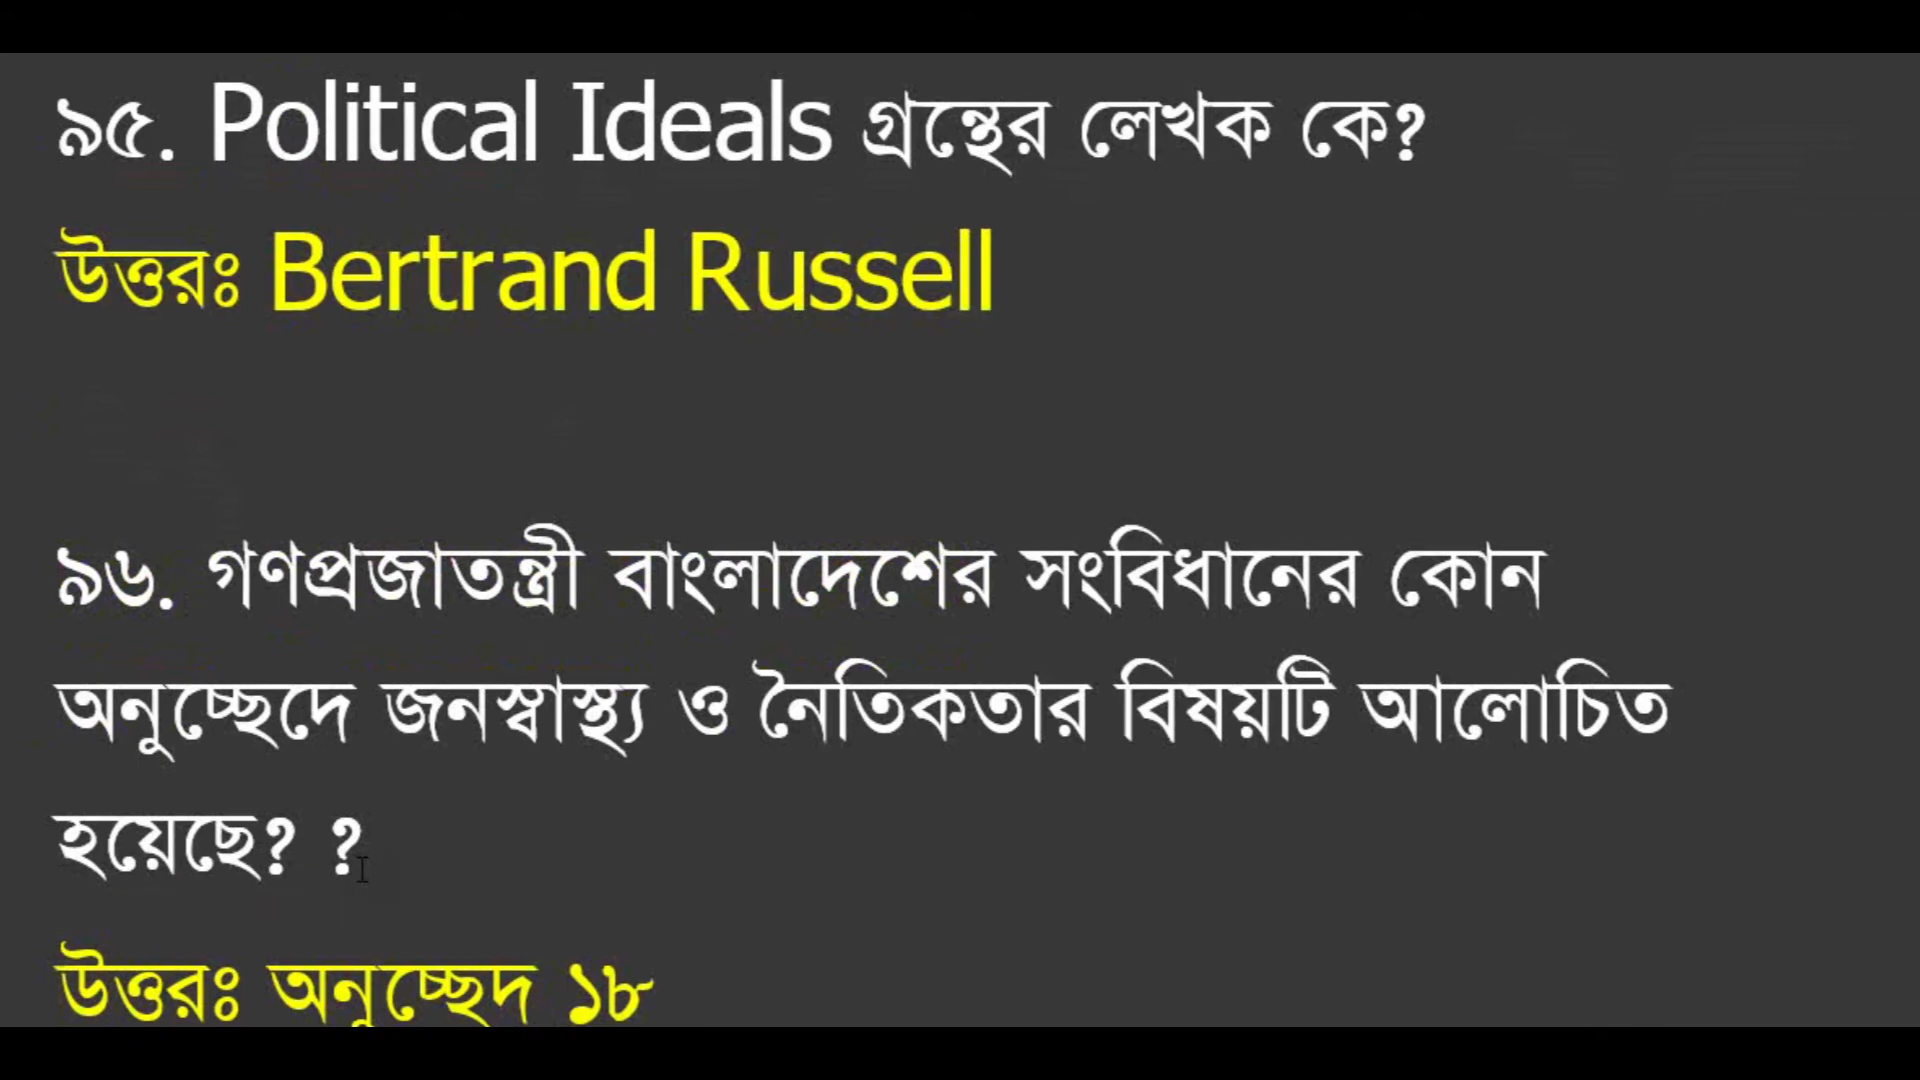 ৯৫. Political Ideals গ্রন্থের লেখক কে?
উত্তরঃ Bertrand Russell
৯৬. গণপ্রজাতন্ত্রী বাংলাদেশের সংবিধানের কোন
অনুচ্ছেদে জনস্বাস্থ্য ও নৈতিকতার বিষয়টি আলোচিত
হয়েছে? ?
উত্তরঃ অনুচ্ছেদ ১৮